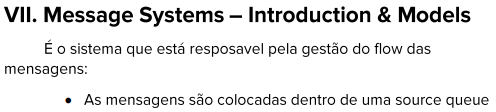 VII. Message Systems – Introduction & Models
É o sistema que está resposavel pela gestão do flow das
mensagens:
• As mensagens são colocadas dentro de uma source queue